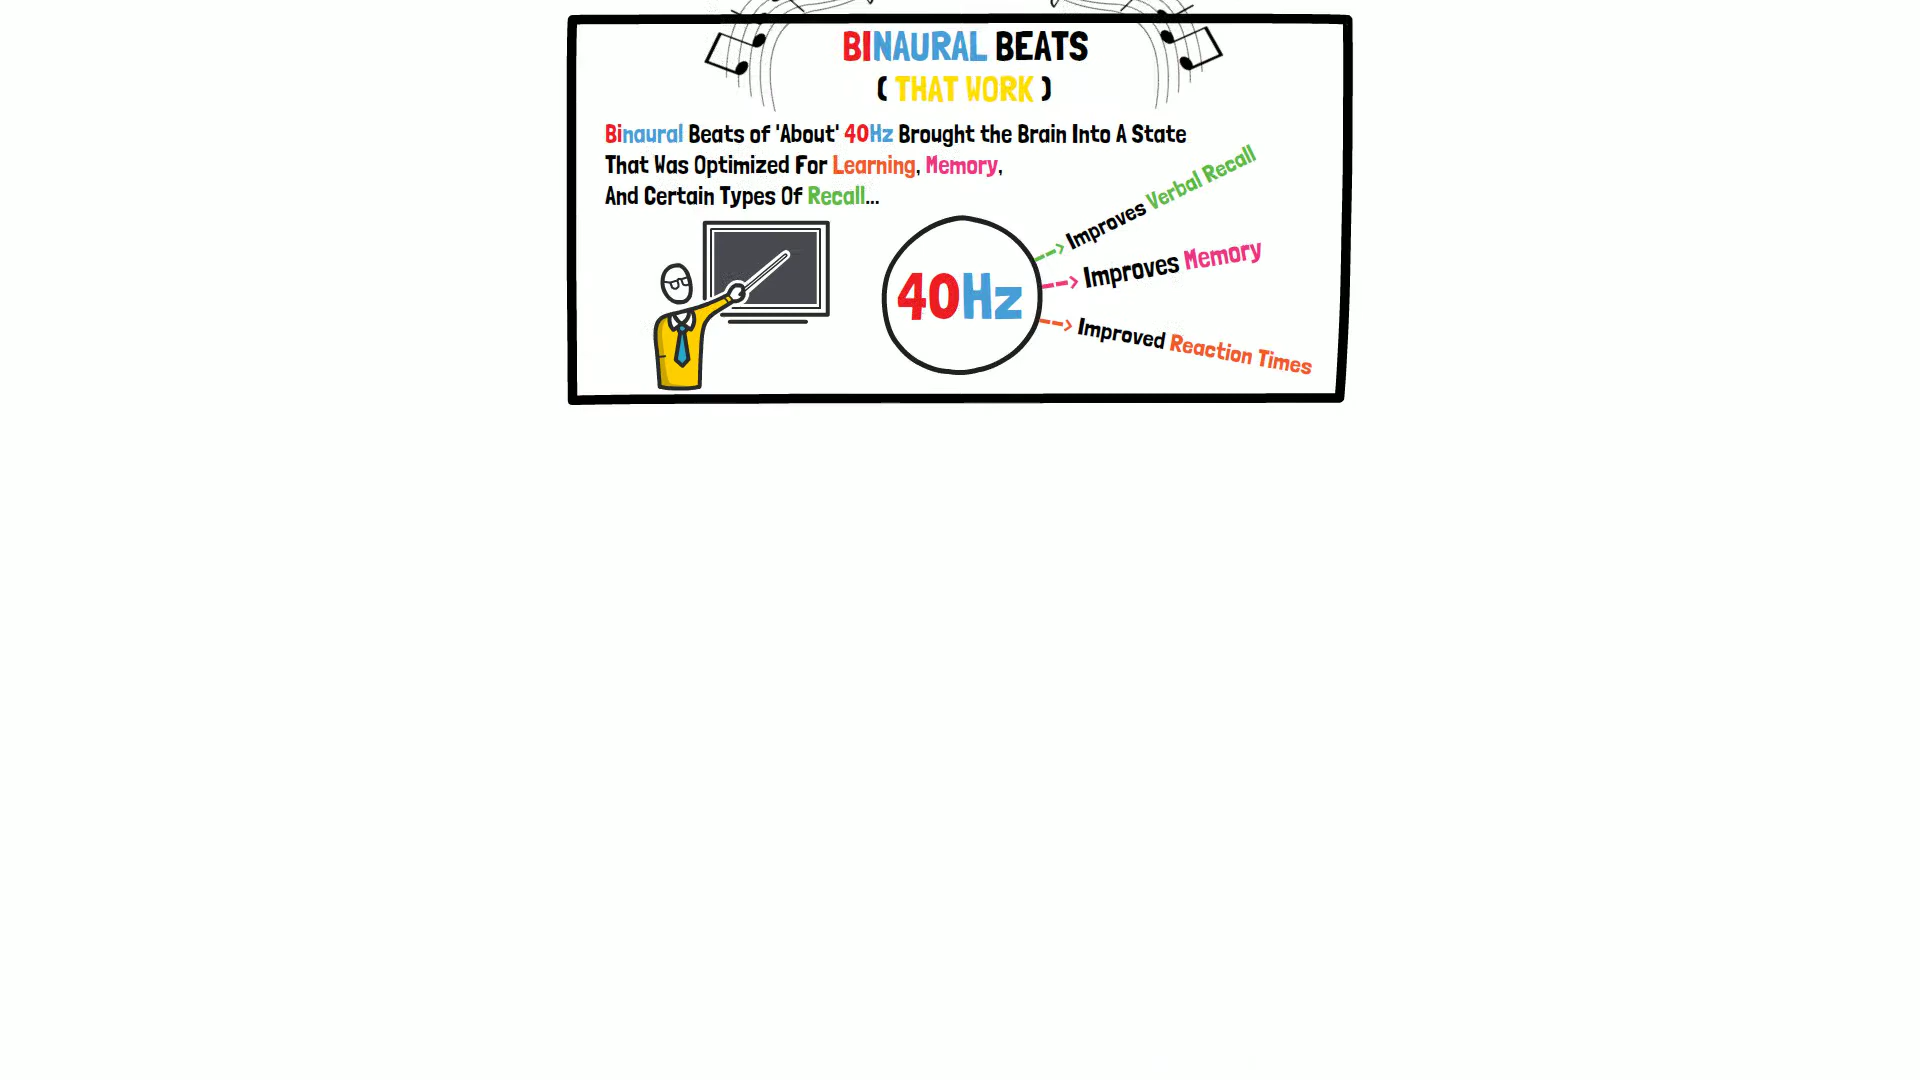 BINAURAL BEATS
( THAT WORK )
Binaural Beats of 'About' 40Hz Brought the Brain Into A State
That Was Optimized For Learning, Memory,
And Certain Types Of Recall...
40Hz
Improves Verbal Recall
Improves Memory
Improved Reaction Times